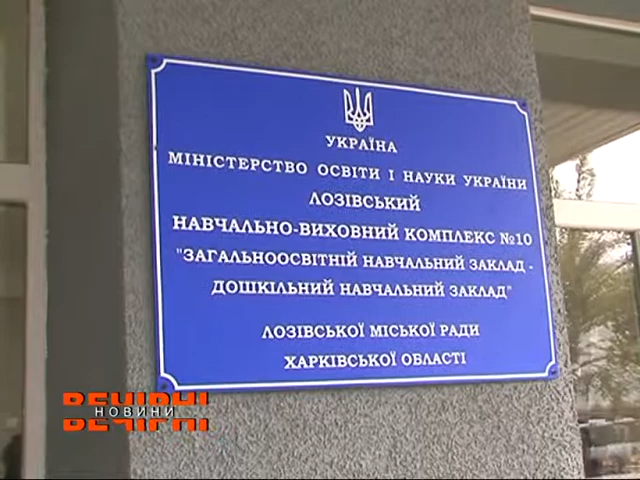 УКРАЇНА
МІНІСТЕРСТВО ОСВІТИ І НАУКИ УКРАЇНИ
ЛОЗІВСЬКИЙ
НАВЧАЛЬНО-ВИХОВНИЙ КОМПЛЕКС №10
"ЗАГАЛЬНООСВІТНІЙ НАВЧАЛЬНИЙ ЗАКЛАД -
ДОШКІЛЬНИЙ НАВЧАЛЬНИЙ ЗАКЛАД"
ЛОЗІВСЬКОЇ МІСЬКОЇ РАДИ
ХАРКІВСЬКОЇ ОБЛАСТІ
ВЕЧІРНІ
НОВИНИ